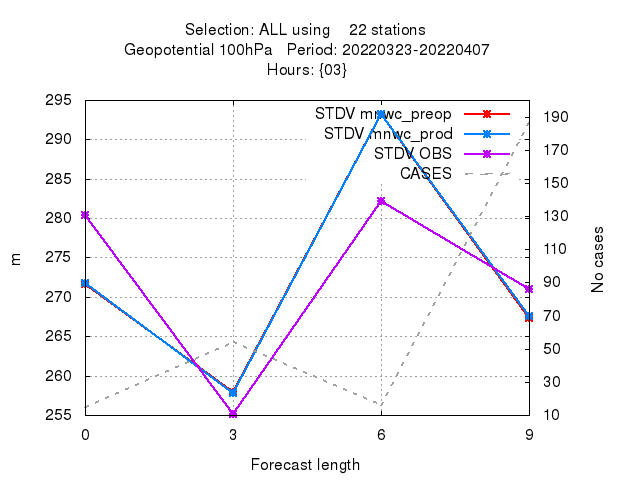 Selection: ALL using 22 stations
Geopotential 100hPa Period: 20220323-20220407
Hours: {03}
STDV mnwc_preop
STDV mnwc_prod
STDV OBS
CASES
295
290
285
280
275
270
265
260
255
m
190
170
150
130
110
90
70
50
30
10
No cases
0 3 6 9
Forecast length